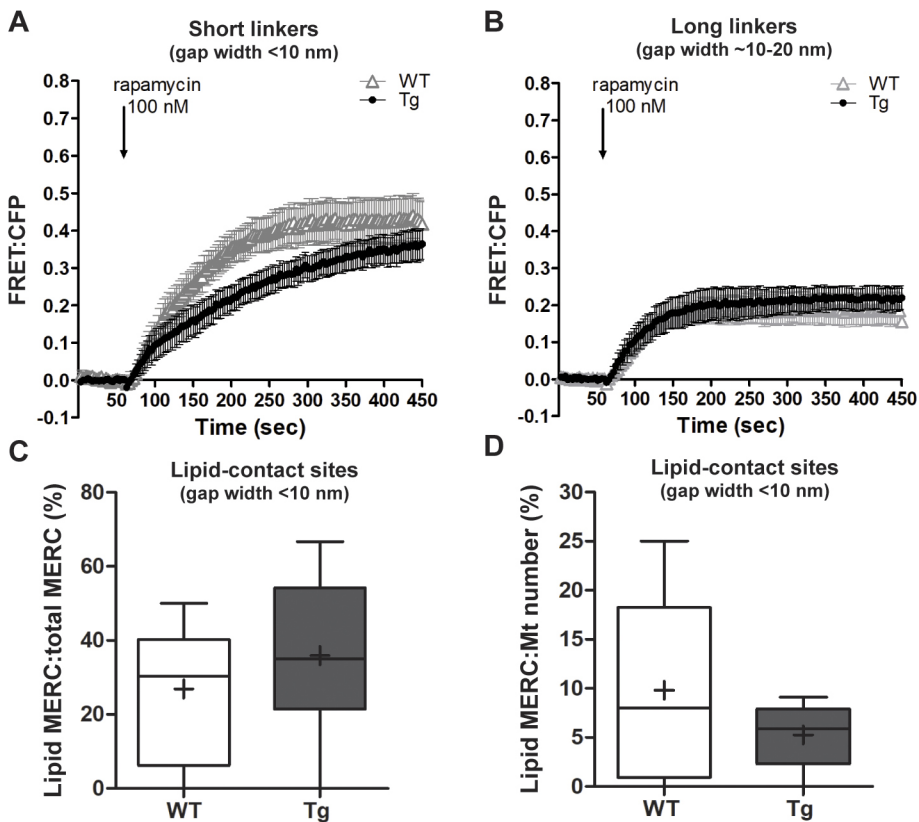 A
Short linkers
(gap width <10 nm)
WT
Tg
rapamycin
100 nM
FRET:CFP
0.8
0.7
0.6
0.5
0.4
0.3
0.2
0.1
0.0
-0.1
50 100 150 200 250 300 350 400 450
Time (sec)
B
Long linkers
(gap width ~10-20 nm)
WT
Tg
rapamycin
100 nM
FRET:CFP
0.8
0.7
0.6
0.5
0.4
0.3
0.2
0.1
0.0
-0.1
50 100 150 200 250 300 350 400 450
Time (sec)
C
Lipid-contact sites
(gap width <10 nm)
Lipid MERC:total MERC (%)
80
60
40
20
0
WT Tg
D
Lipid-contact sites
(gap width <10 nm)
Lipid MERC:Mt number (%)
30
25
20
15
10
5
0
WT Tg